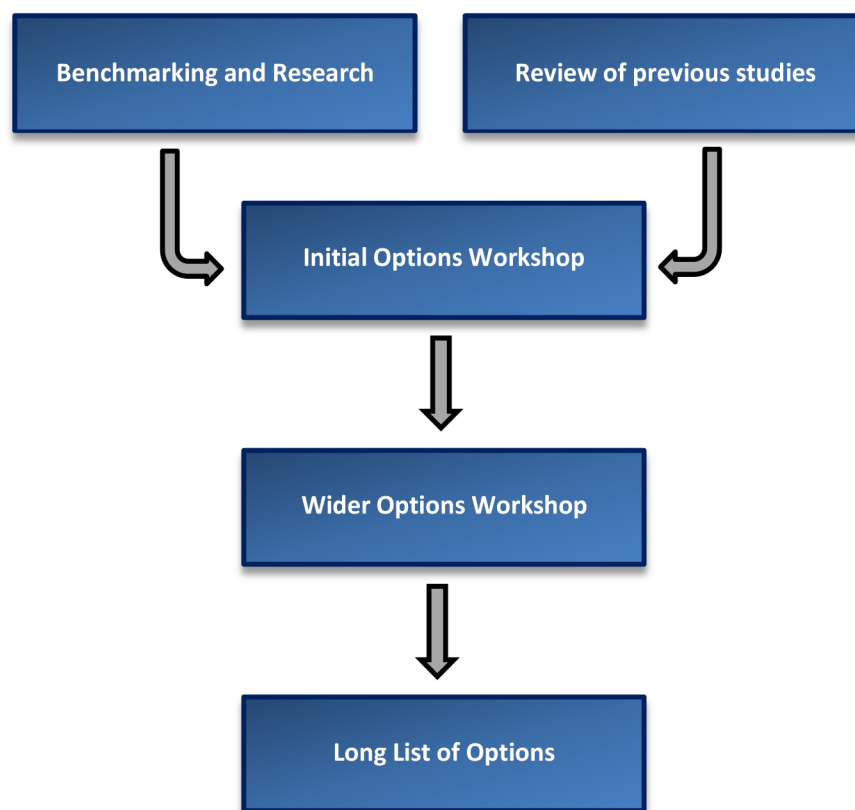 Benchmarking and Research
Review of previous studies
Initial Options Workshop
Wider Options Workshop
Long List of Options